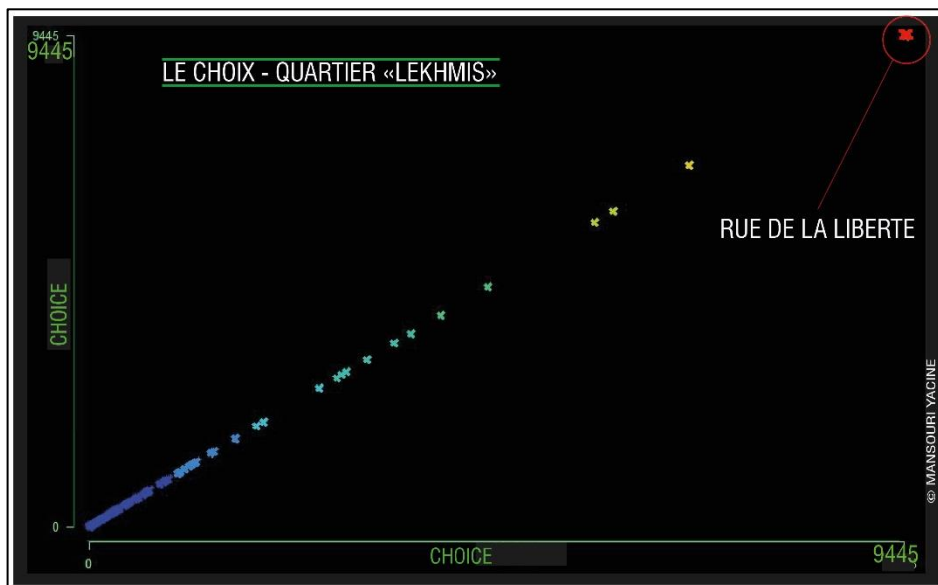 9445
9445
LE CHOIX - QUARTIER «LEKHMIS»
RUE DE LA LIBERTE
CHOICE
© MANSOURI YACINE
0
CHOICE
9445
0